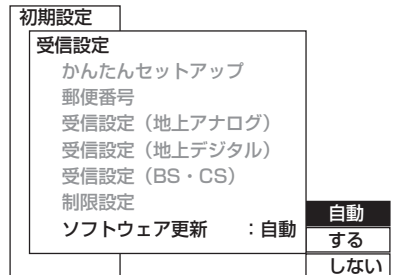 初期設定
受信設定
かんたんセットアップ
郵便番号
受信設定（地上アナログ）
受信設定（地上デジタル）
受信設定（BS・CS）
制限設定
ソフトウェア更新 ：自動
自動
する
しない